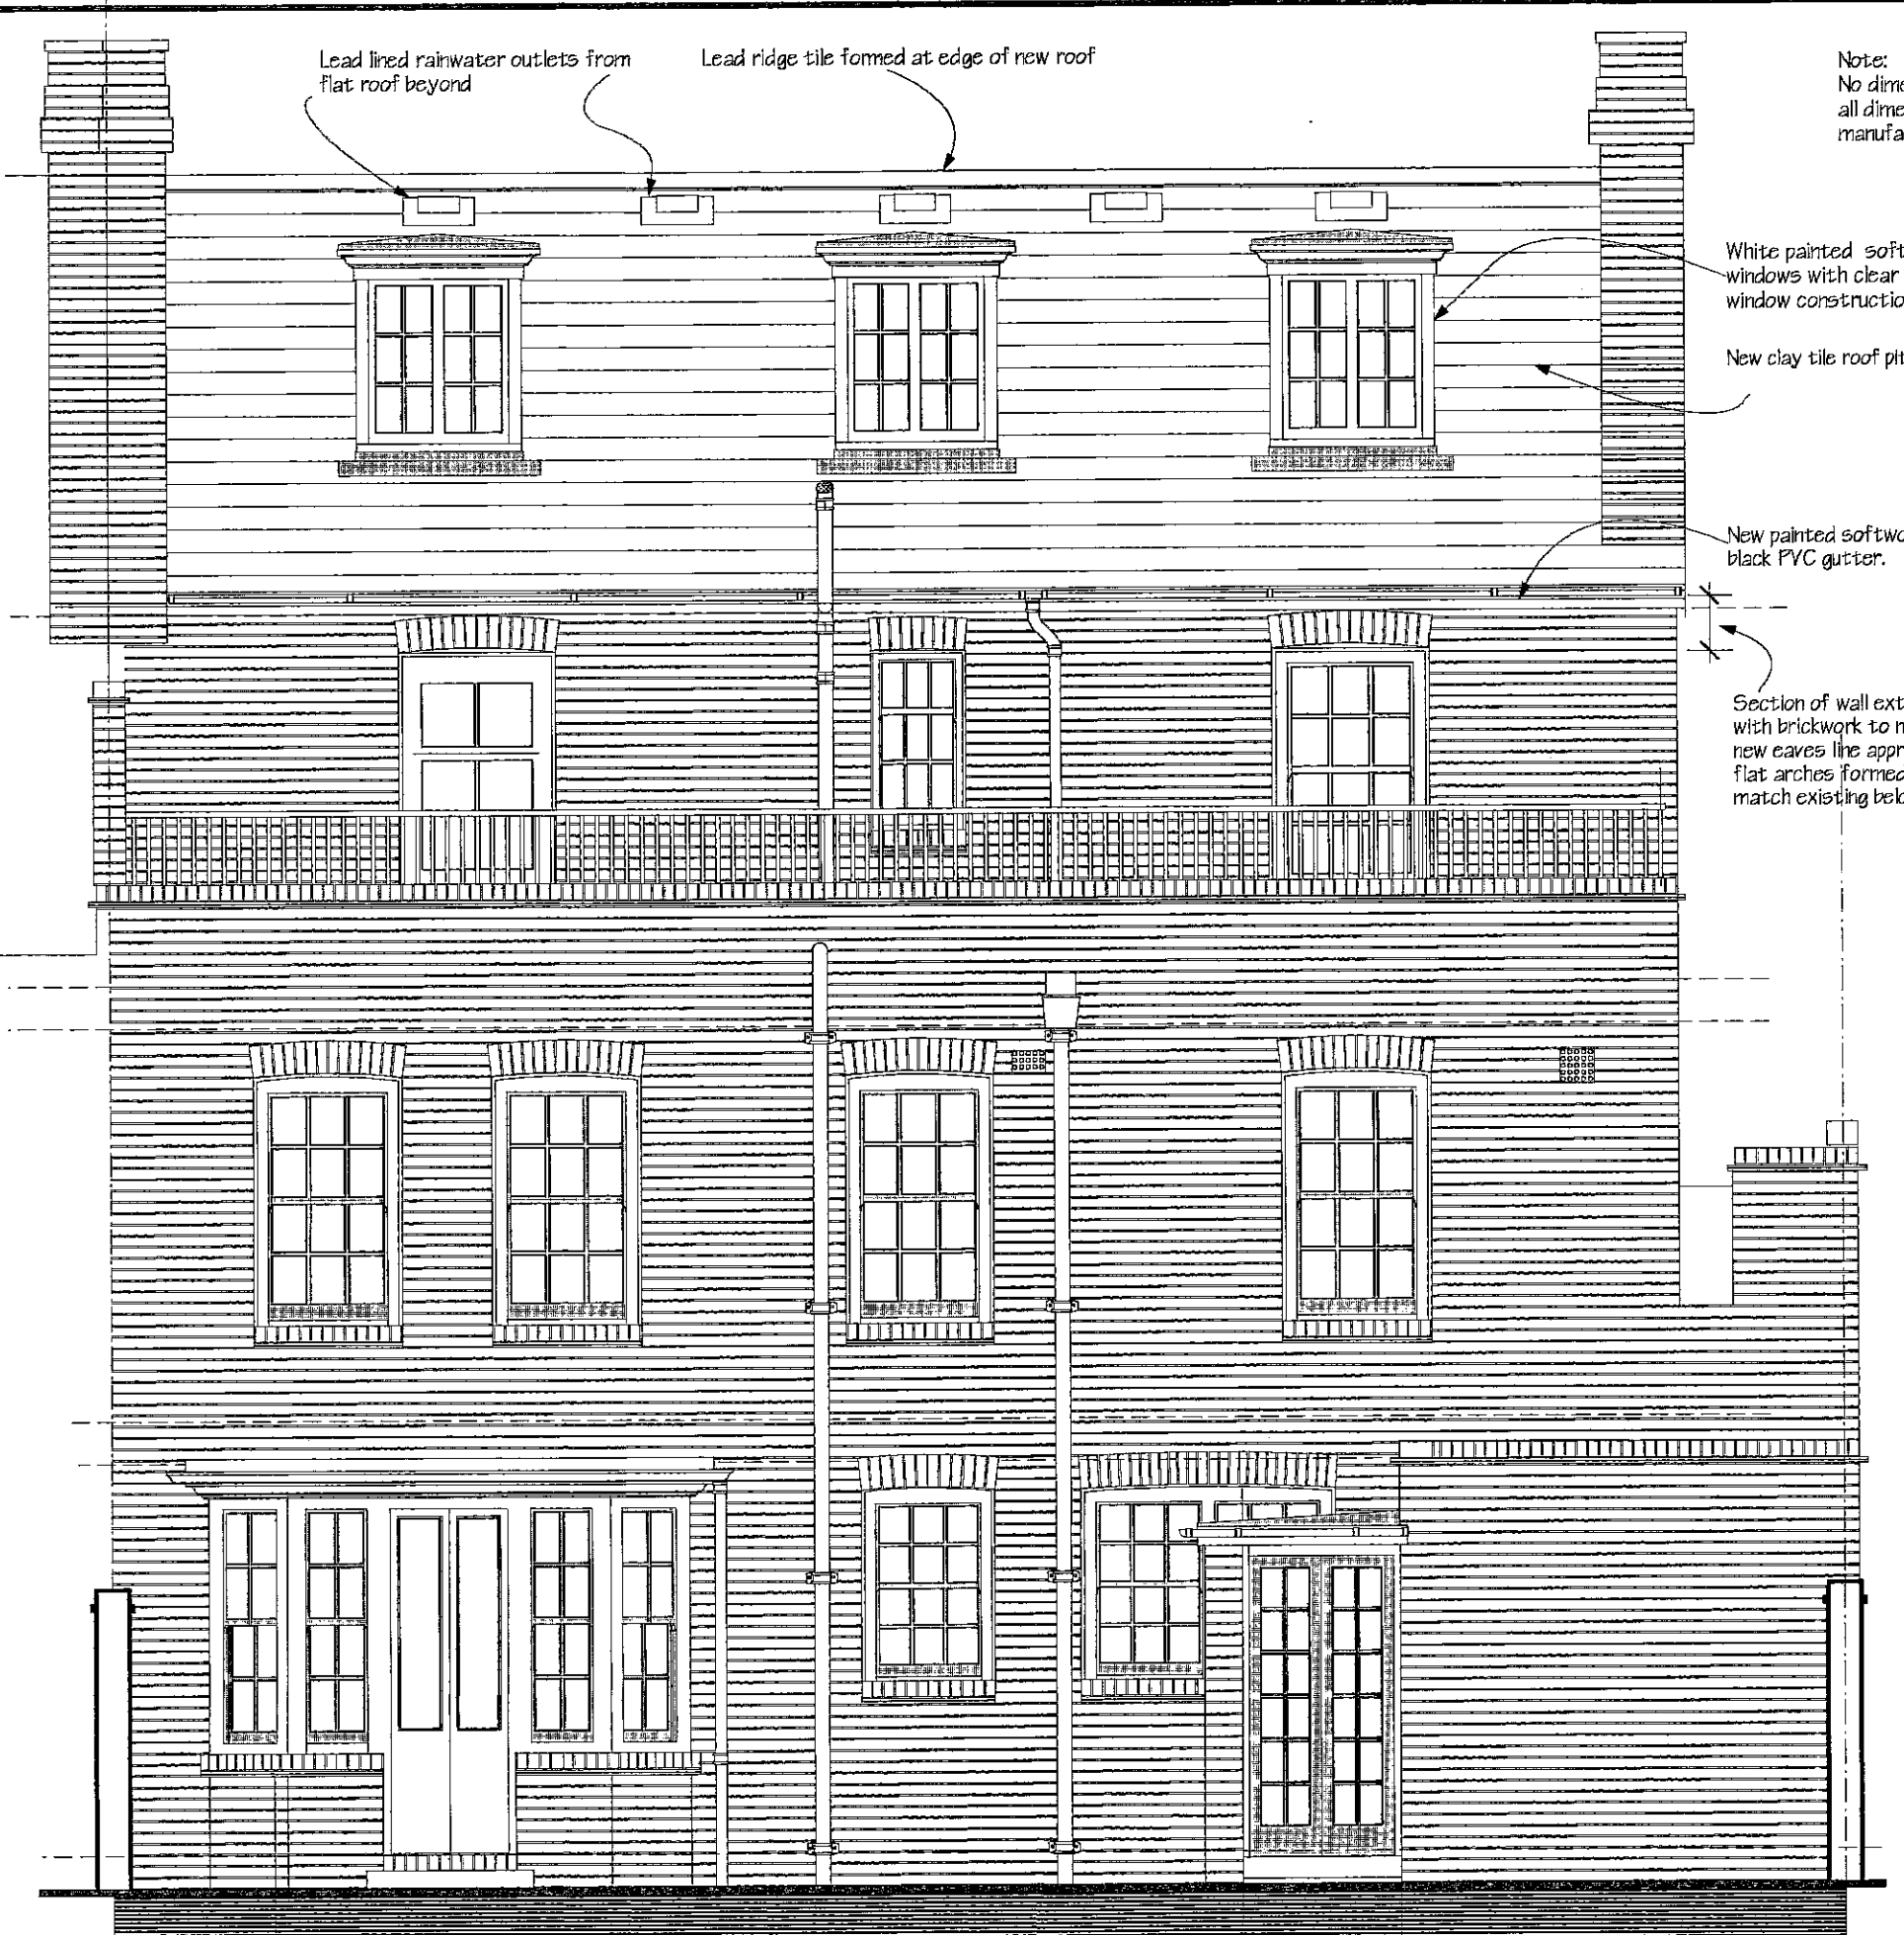 Lead lined rainwater outlets from
flat roof beyond
Lead ridge tile formed at edge of new roof
Note:
No dime
all dime
manufa
White painted soft
windows with clear
window constructio
New clay tile roof pit
New painted softwo
black PVC gutter.
Section of wall ext
with brickwork to m
new eaves line appr
flat arches formed
match existing belo